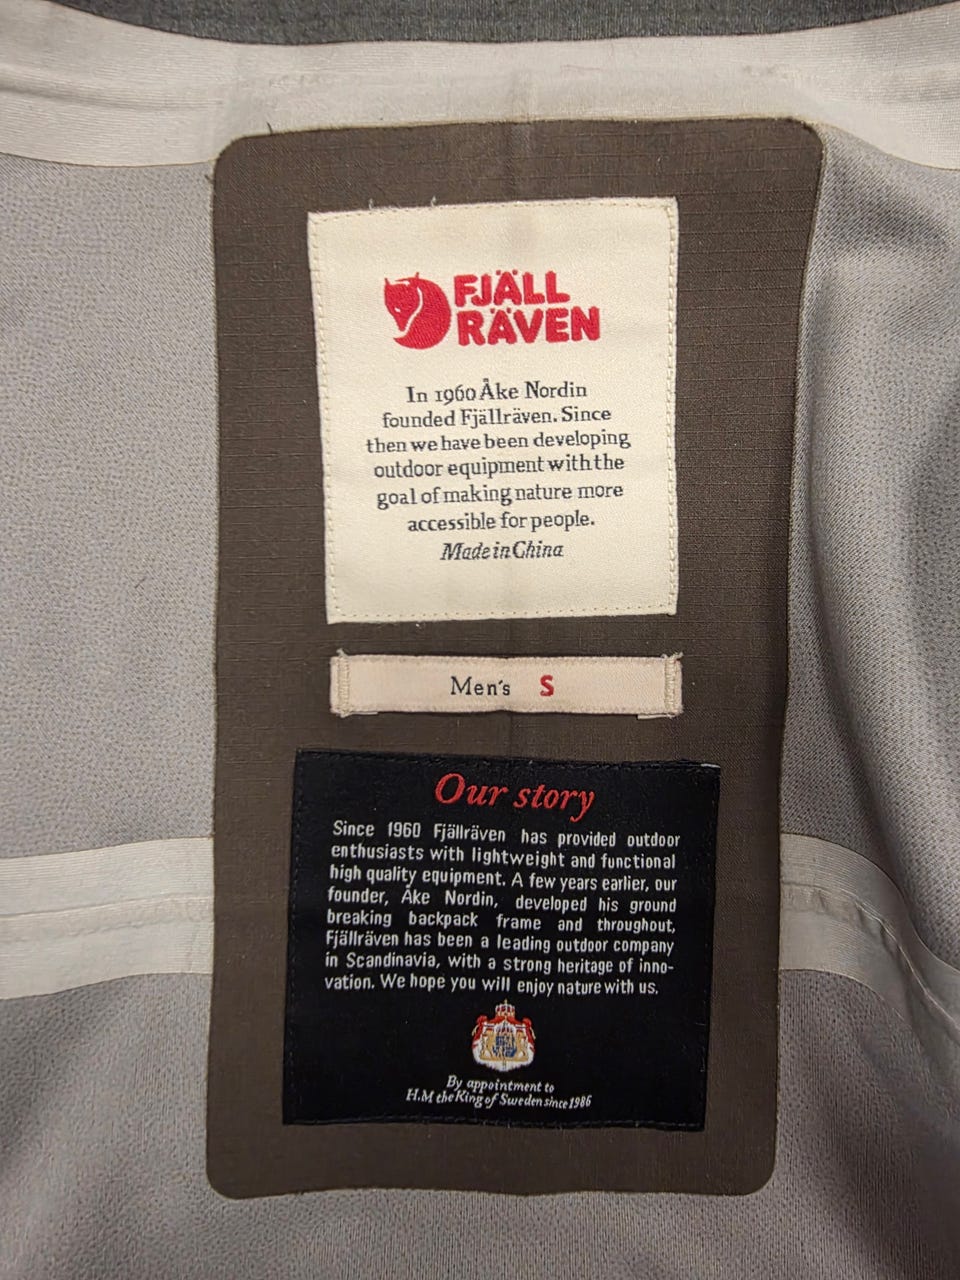 FJÄLL
RÄVEN
In 1960 Åke Nordin
founded Fjällräven. Since
then we have been developing
outdoor equipment with the
goal of making nature more
accessible for people.
Made in China
Men's S
Our story
Since 1960 Fjällräven has provided outdoor
enthusiasts with lightweight and functional
high quality equipment. A few years earlier, our
founder, Åke Nordin, developed his ground
breaking backpack frame and throughout,
Fjällräven has been a leading outdoor company
in Scandinavia, with a strong heritage of inno-
vation. We hope you will enjoy nature with us.
By appointment to
H.M the King of Sweden since 1986